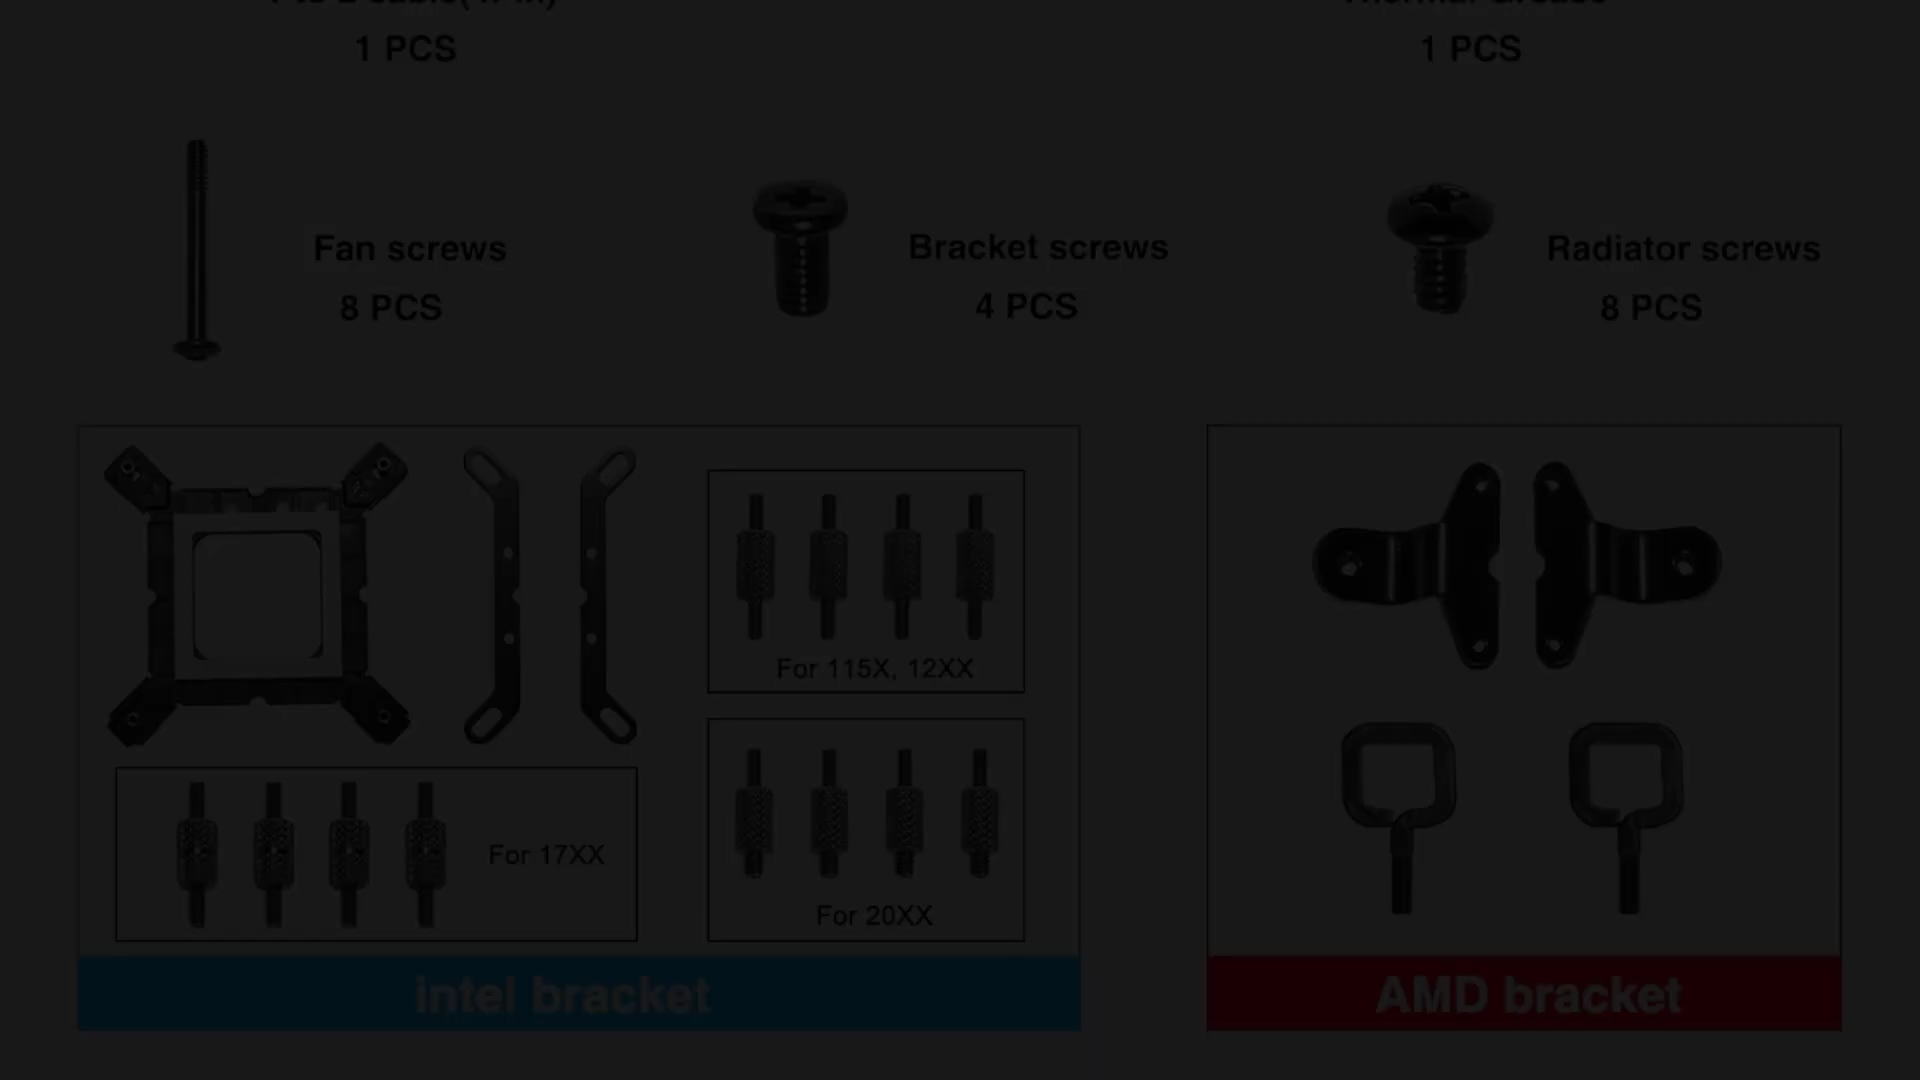 1 PCS
1 PCS
Fan screws
8 PCS
Bracket screws
4 PCS
Radiator screws
8 PCS
For 115X, 12XX
For 17XX
For 20XX
intel bracket
AMD bracket